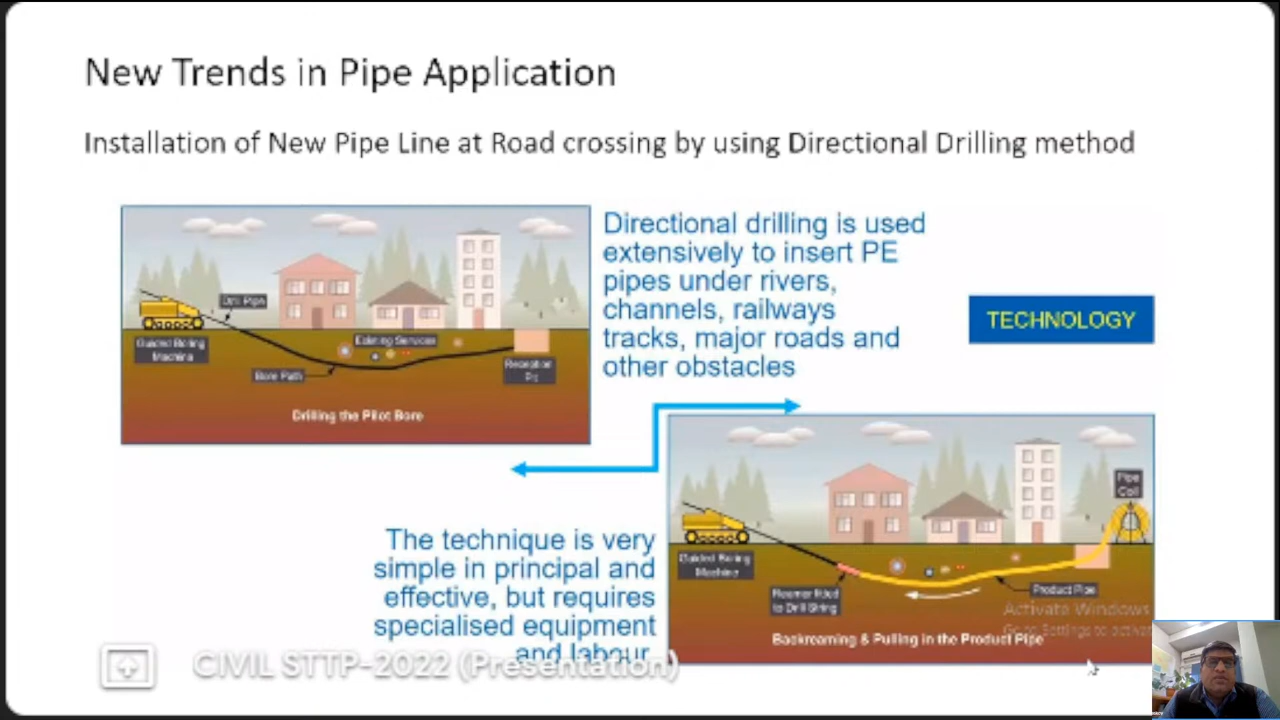 New Trends in Pipe Application
Installation of New Pipe Line at Road crossing by using Directional Drilling method
Drill Pipe
Guided Boring
Machine
Existing Services
Bore Path
Reception
Pit
Drilling the Pilot Bore
Directional drilling is used
extensively to insert PE
pipes under rivers,
channels, railways
tracks, major roads and
other obstacles
TECHNOLOGY
The technique is very
simple in principal and
effective, but requires
specialised equipment
and labour.
Pipe
Coil
Guided Boring
Machine
Reamer fitted
to Drill String
Product Pipe
Backreaming & Pulling in the Product Pipe
Activate Windows
Go to Settings to activate
CIVIL STTP-2022 (Presentation)